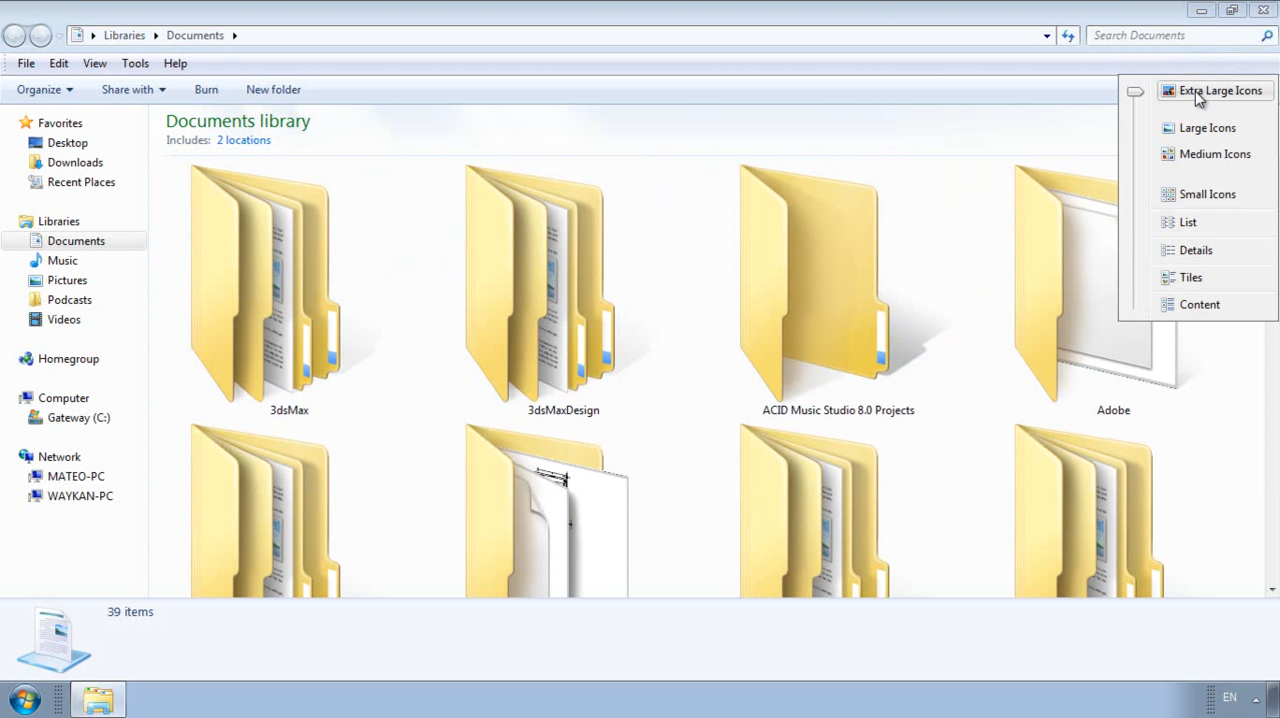 Libraries Documents Search Documents
File Edit View Tools Help
Organize Share with Burn New folder
Extra Large Icons
Large Icons
Medium Icons
Small Icons
List
Details
Tiles
Content
Favorites
Desktop
Downloads
Recent Places
Libraries
Documents
Music
Pictures
Podcasts
Videos
Homegroup
Computer
Gateway (C:)
Network
MATEO-PC
WAYKAN-PC
Documents library
Includes: 2 locations
3dsMax 3dsMaxDesign ACID Music Studio 8.0 Projects Adobe
39 items
EN